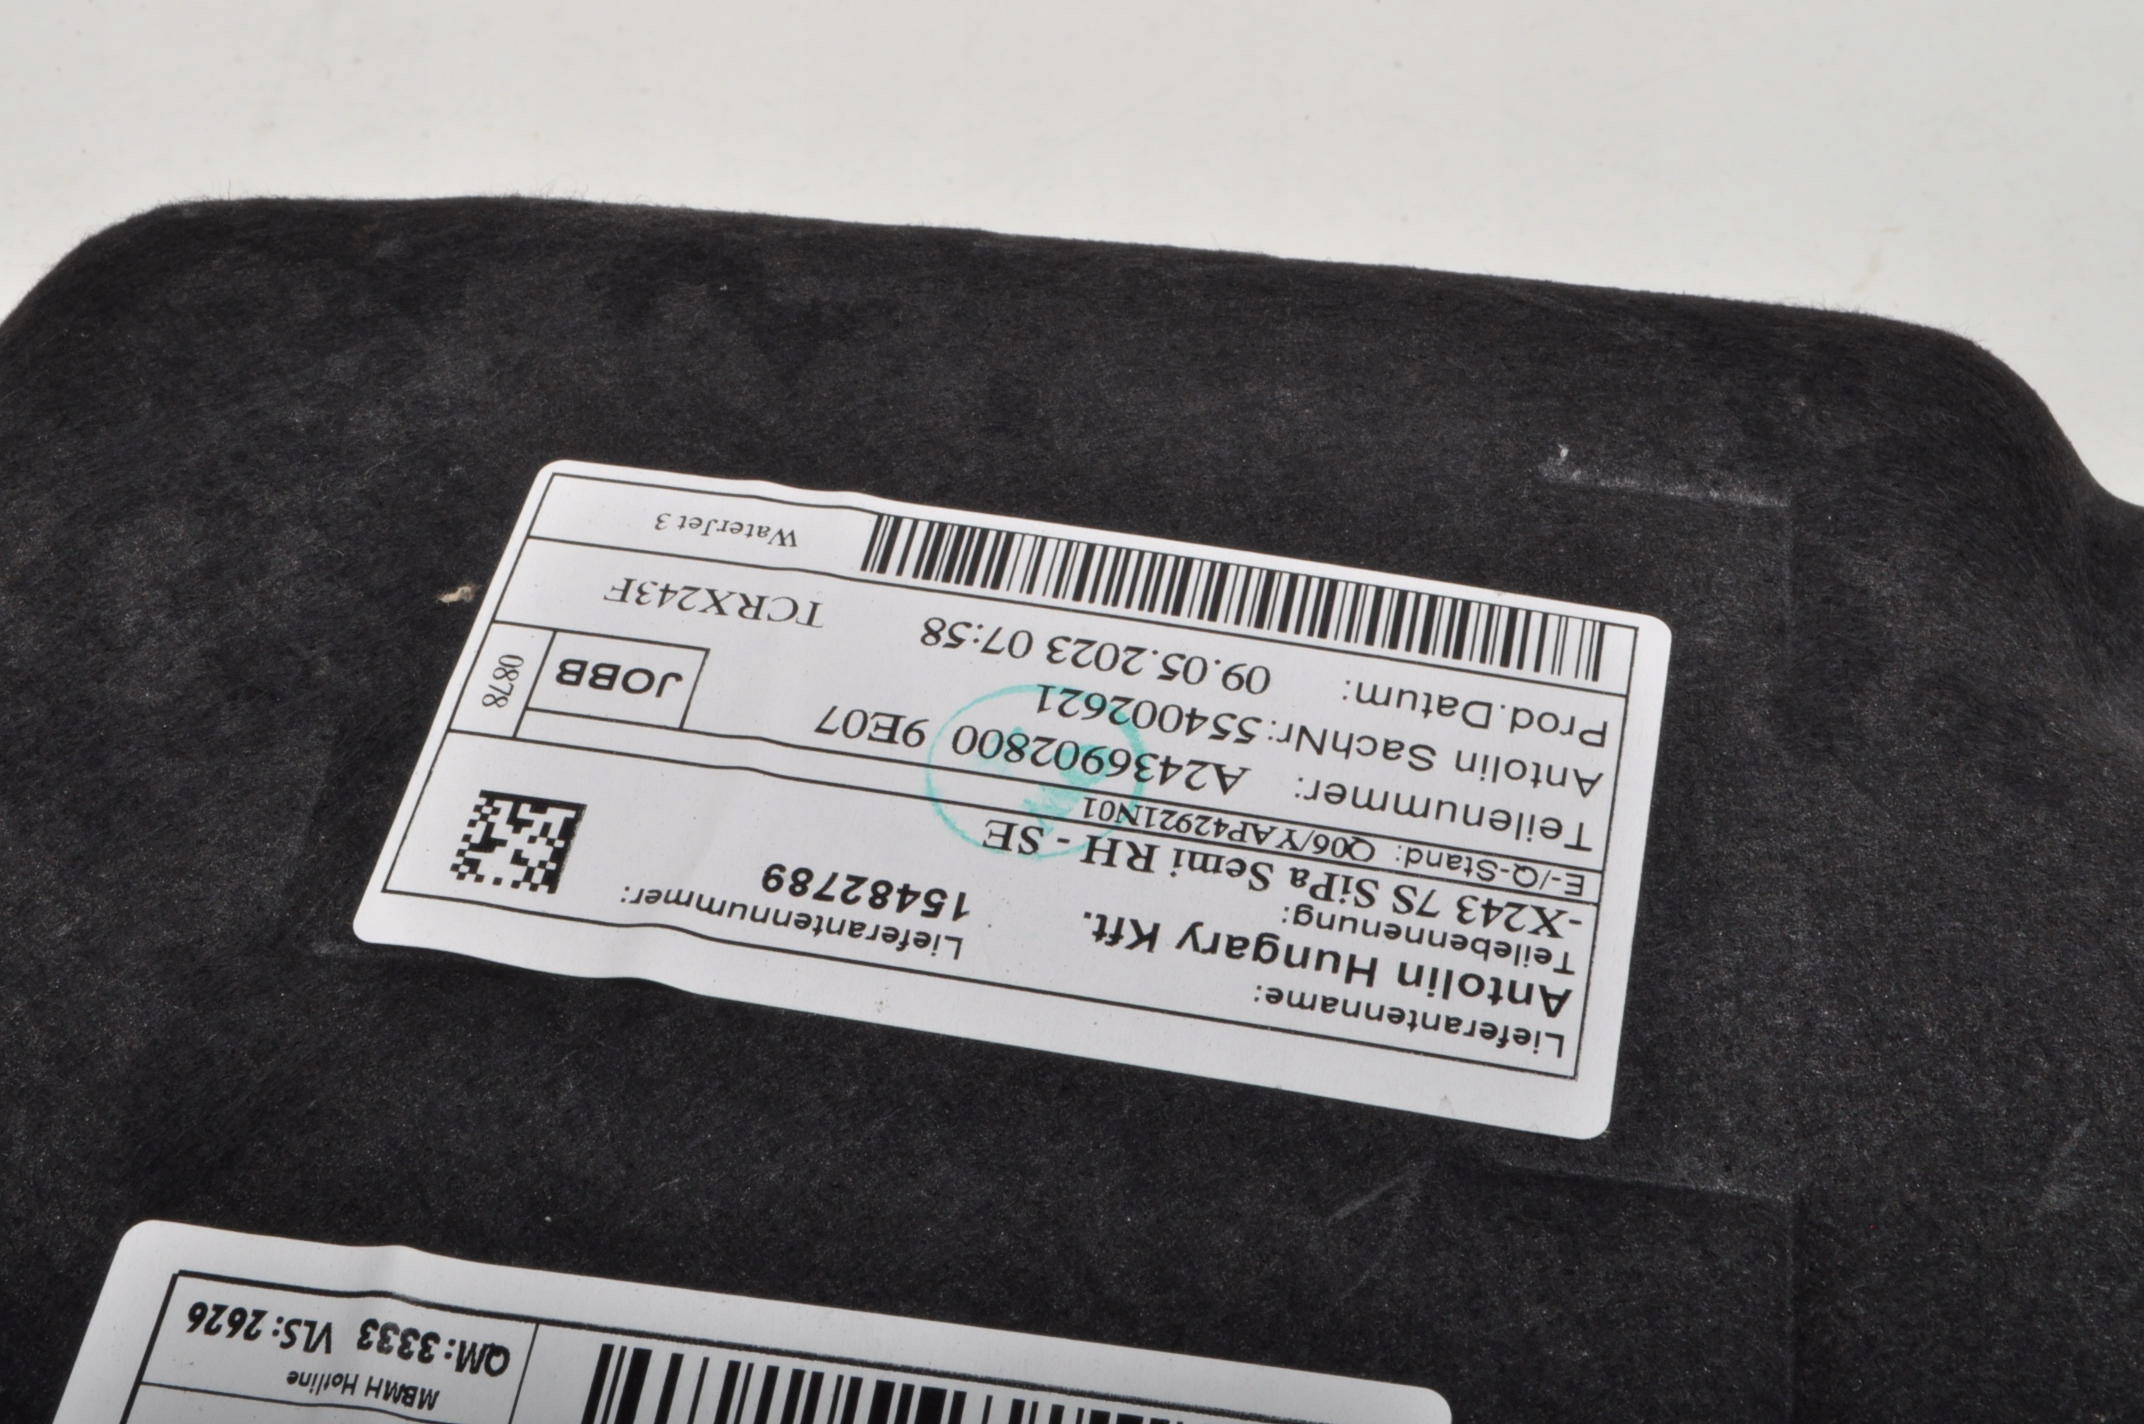 MBMH Hotline
QM:3333 VLS:2626
Lieferantenname:
Antolin Hungary Kft.
Lieferantennummer:
15482789
Teilebennenung:
-X243 7S SiPa Semi RH - SE
E-/Q-Stand: Q06/YAP42921N01
Teilenummer: A2436902800 9E07
Antolin SachNr:554002621
Prod.Datum: 09.05.2023 07:58
JOBB
0878
TCRX243F
WaterJet 3